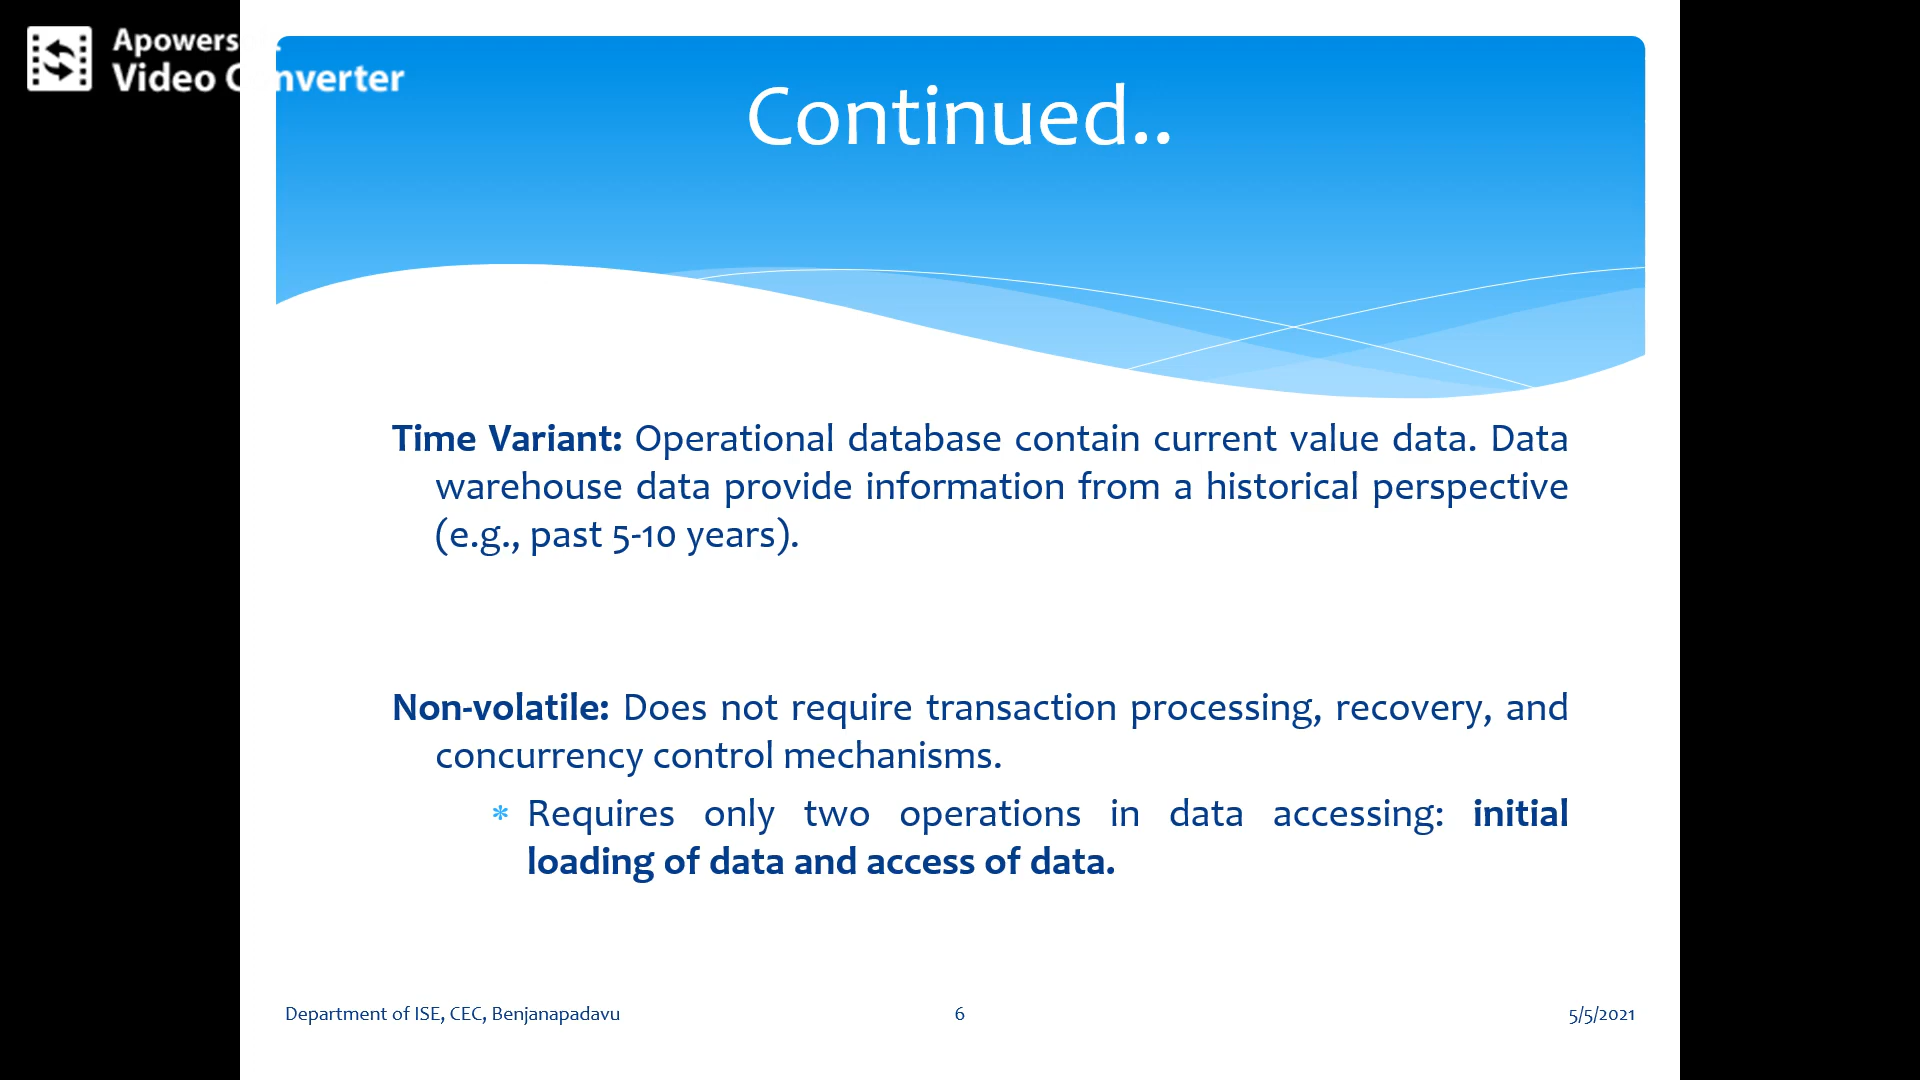 Apowersoft
Video Converter
Continued..
Time Variant: Operational database contain current value data. Data
warehouse data provide information from a historical perspective
(e.g., past 5-10 years).
Non-volatile: Does not require transaction processing, recovery, and
concurrency control mechanisms.
* Requires only two operations in data accessing: initial
loading of data and access of data.
Department of ISE, CEC, Benjanapadavu
6
5/5/2021